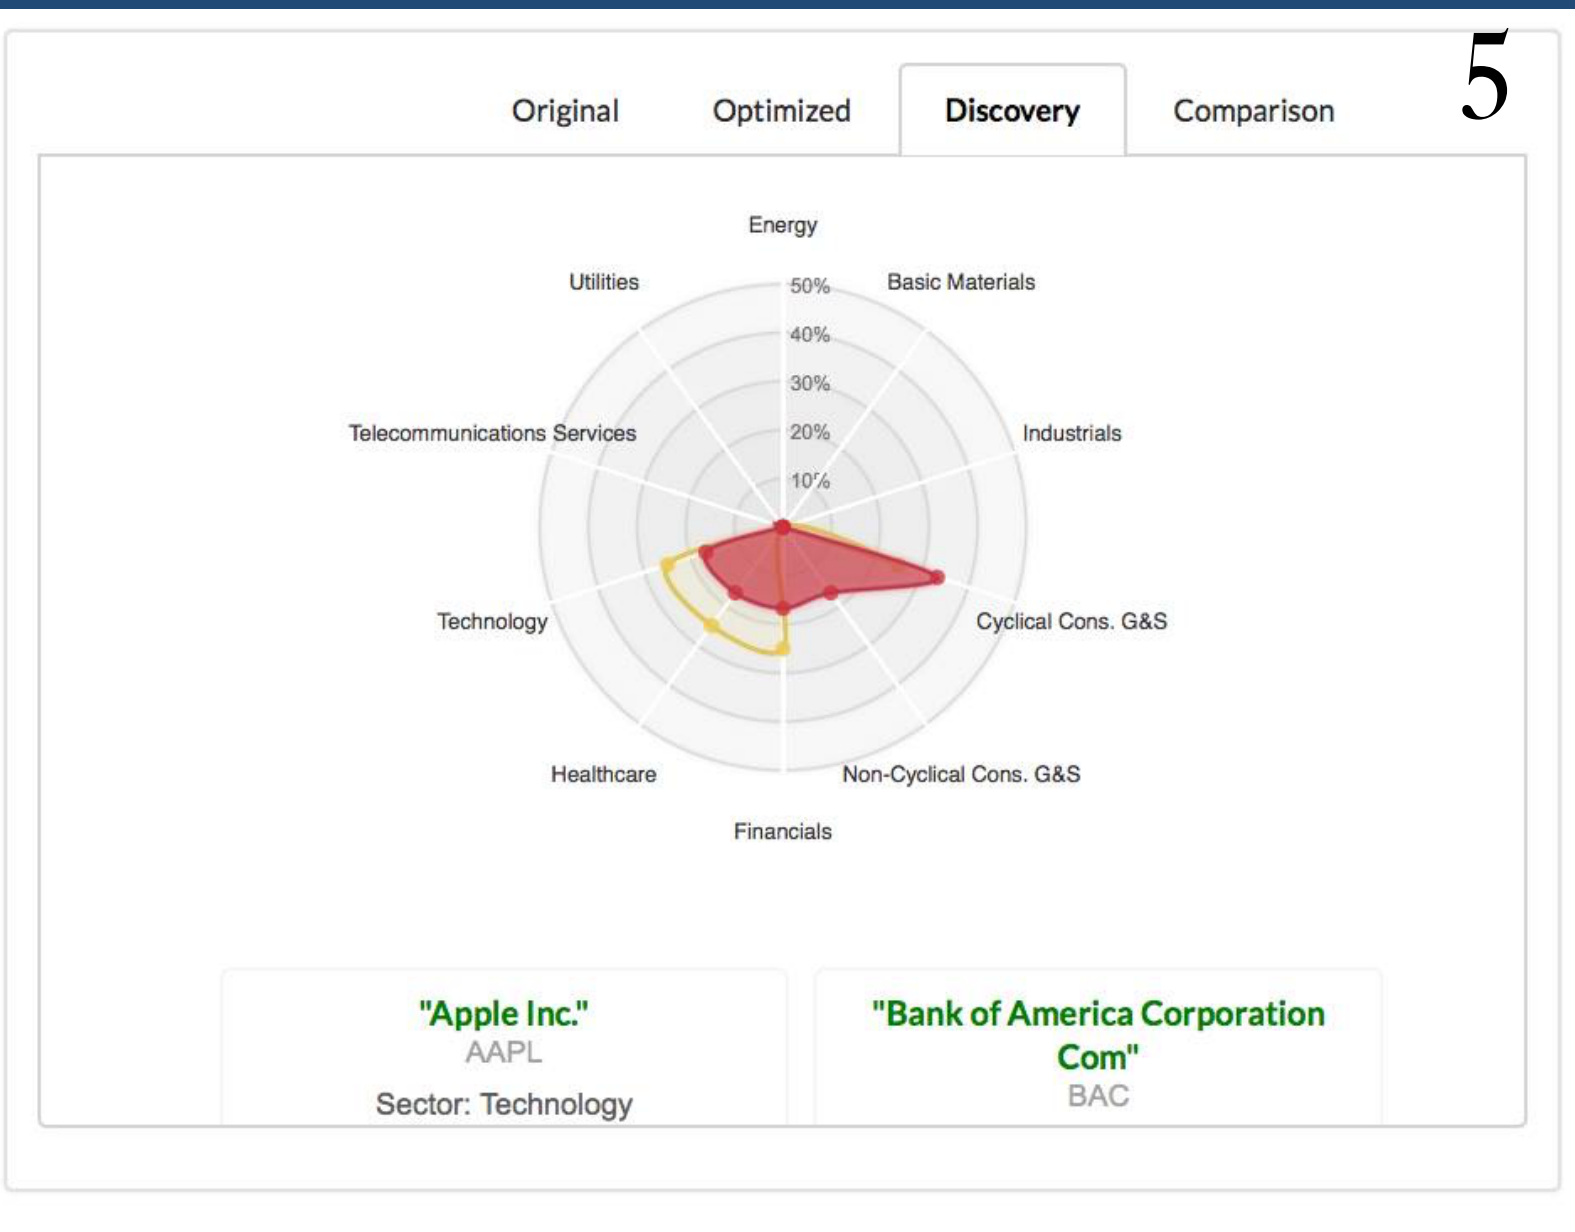 5
Original Optimized Discovery Comparison
Energy
Utilities Basic Materials
50%
40%
30%
Telecommunications Services 20% Industrials
10%
Technology Cyclical Cons. G&S
Healthcare Non-Cyclical Cons. G&S
Financials
"Apple Inc."
AAPL
Sector: Technology
"Bank of America Corporation
Com"
BAC